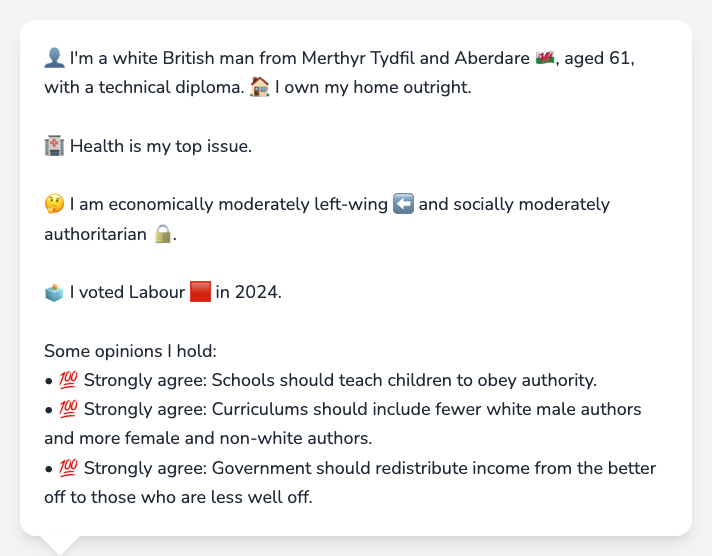 👤 I'm a white British man from Merthyr Tydfil and Aberdare 🏴󠁧󠁢󠁷󠁬󠁳󠁿, aged 61,
with a technical diploma. 🏠 I own my home outright.
🏥 Health is my top issue.
🤔 I am economically moderately left-wing ⬅️ and socially moderately
authoritarian 🔒.
🗳️ I voted Labour 🟥 in 2024.
Some opinions I hold:
• 💯 Strongly agree: Schools should teach children to obey authority.
• 💯 Strongly agree: Curriculums should include fewer white male authors
and more female and non-white authors.
• 💯 Strongly agree: Government should redistribute income from the better
off to those who are less well off.